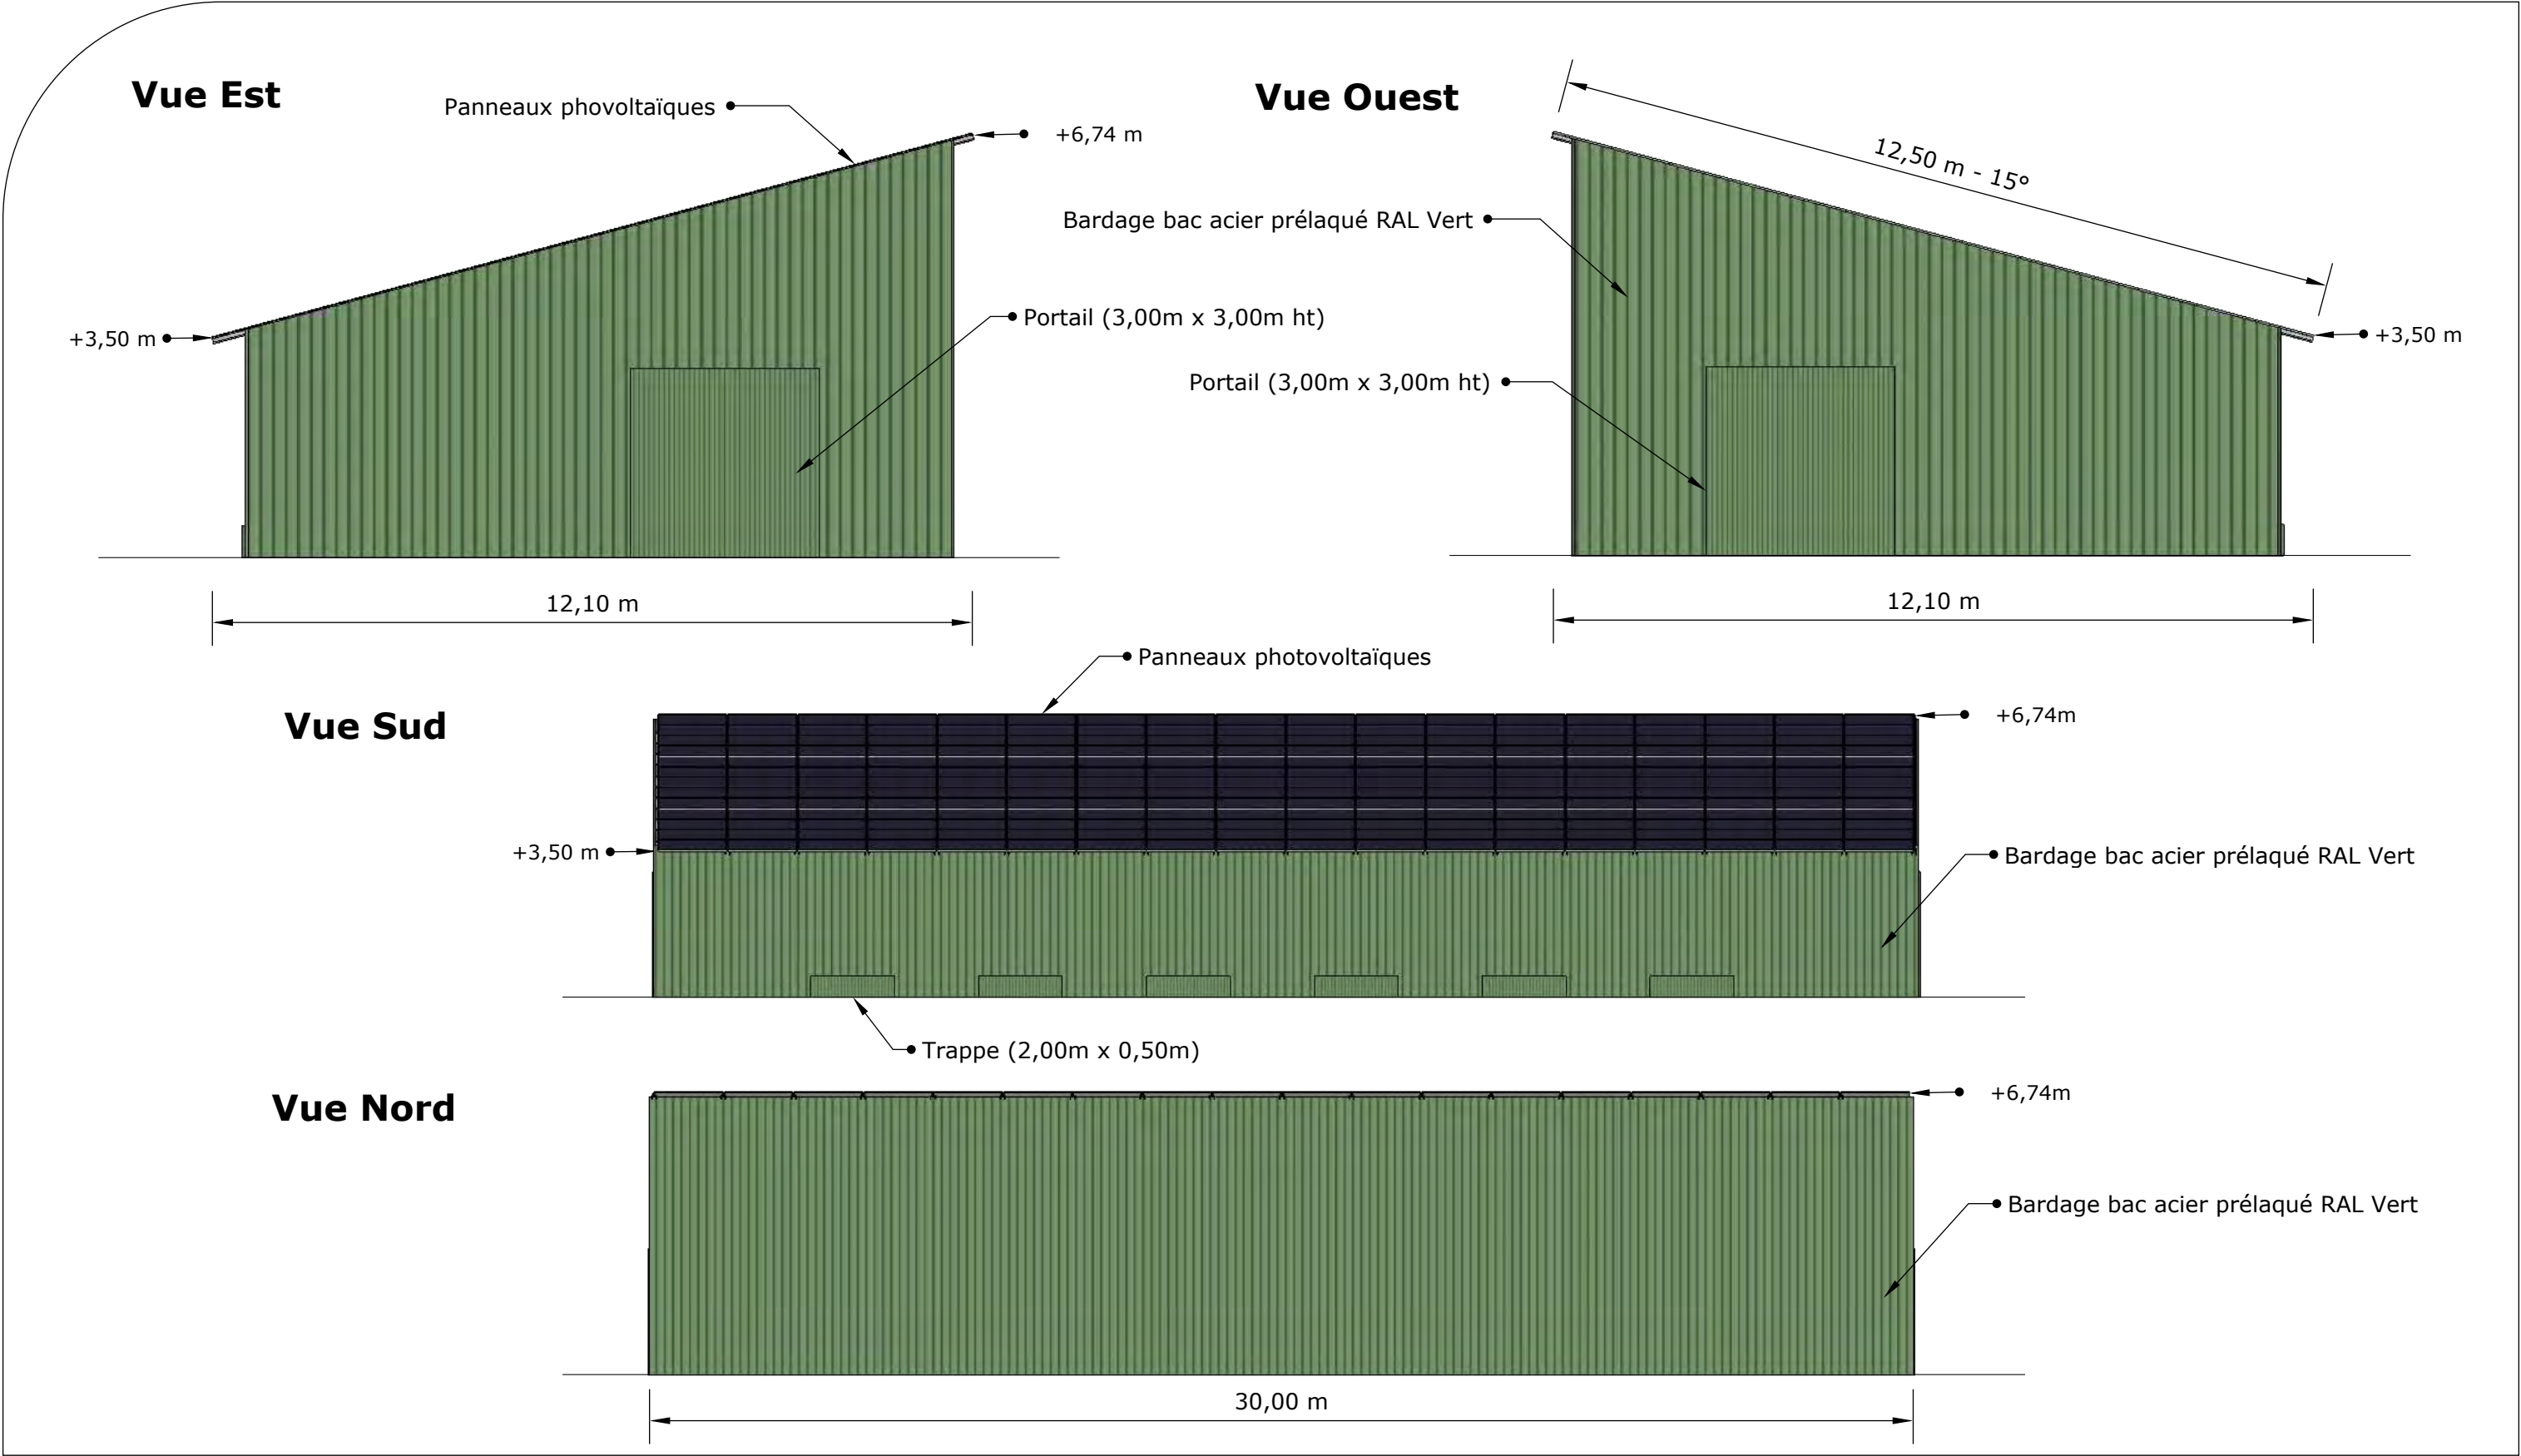 Vue Est
Panneaux phovoltaïques
+6,74 m
+3,50 m
Portail (3,00m x 3,00m ht)
12,10 m
Vue Ouest
12,50 m - 15°
Bardage bac acier prélaqué RAL Vert
Portail (3,00m x 3,00m ht)
+3,50 m
12,10 m
Vue Sud
Panneaux photovoltaïques
+6,74m
+3,50 m
Bardage bac acier prélaqué RAL Vert
Trappe (2,00m x 0,50m)
Vue Nord
+6,74m
Bardage bac acier prélaqué RAL Vert
30,00 m